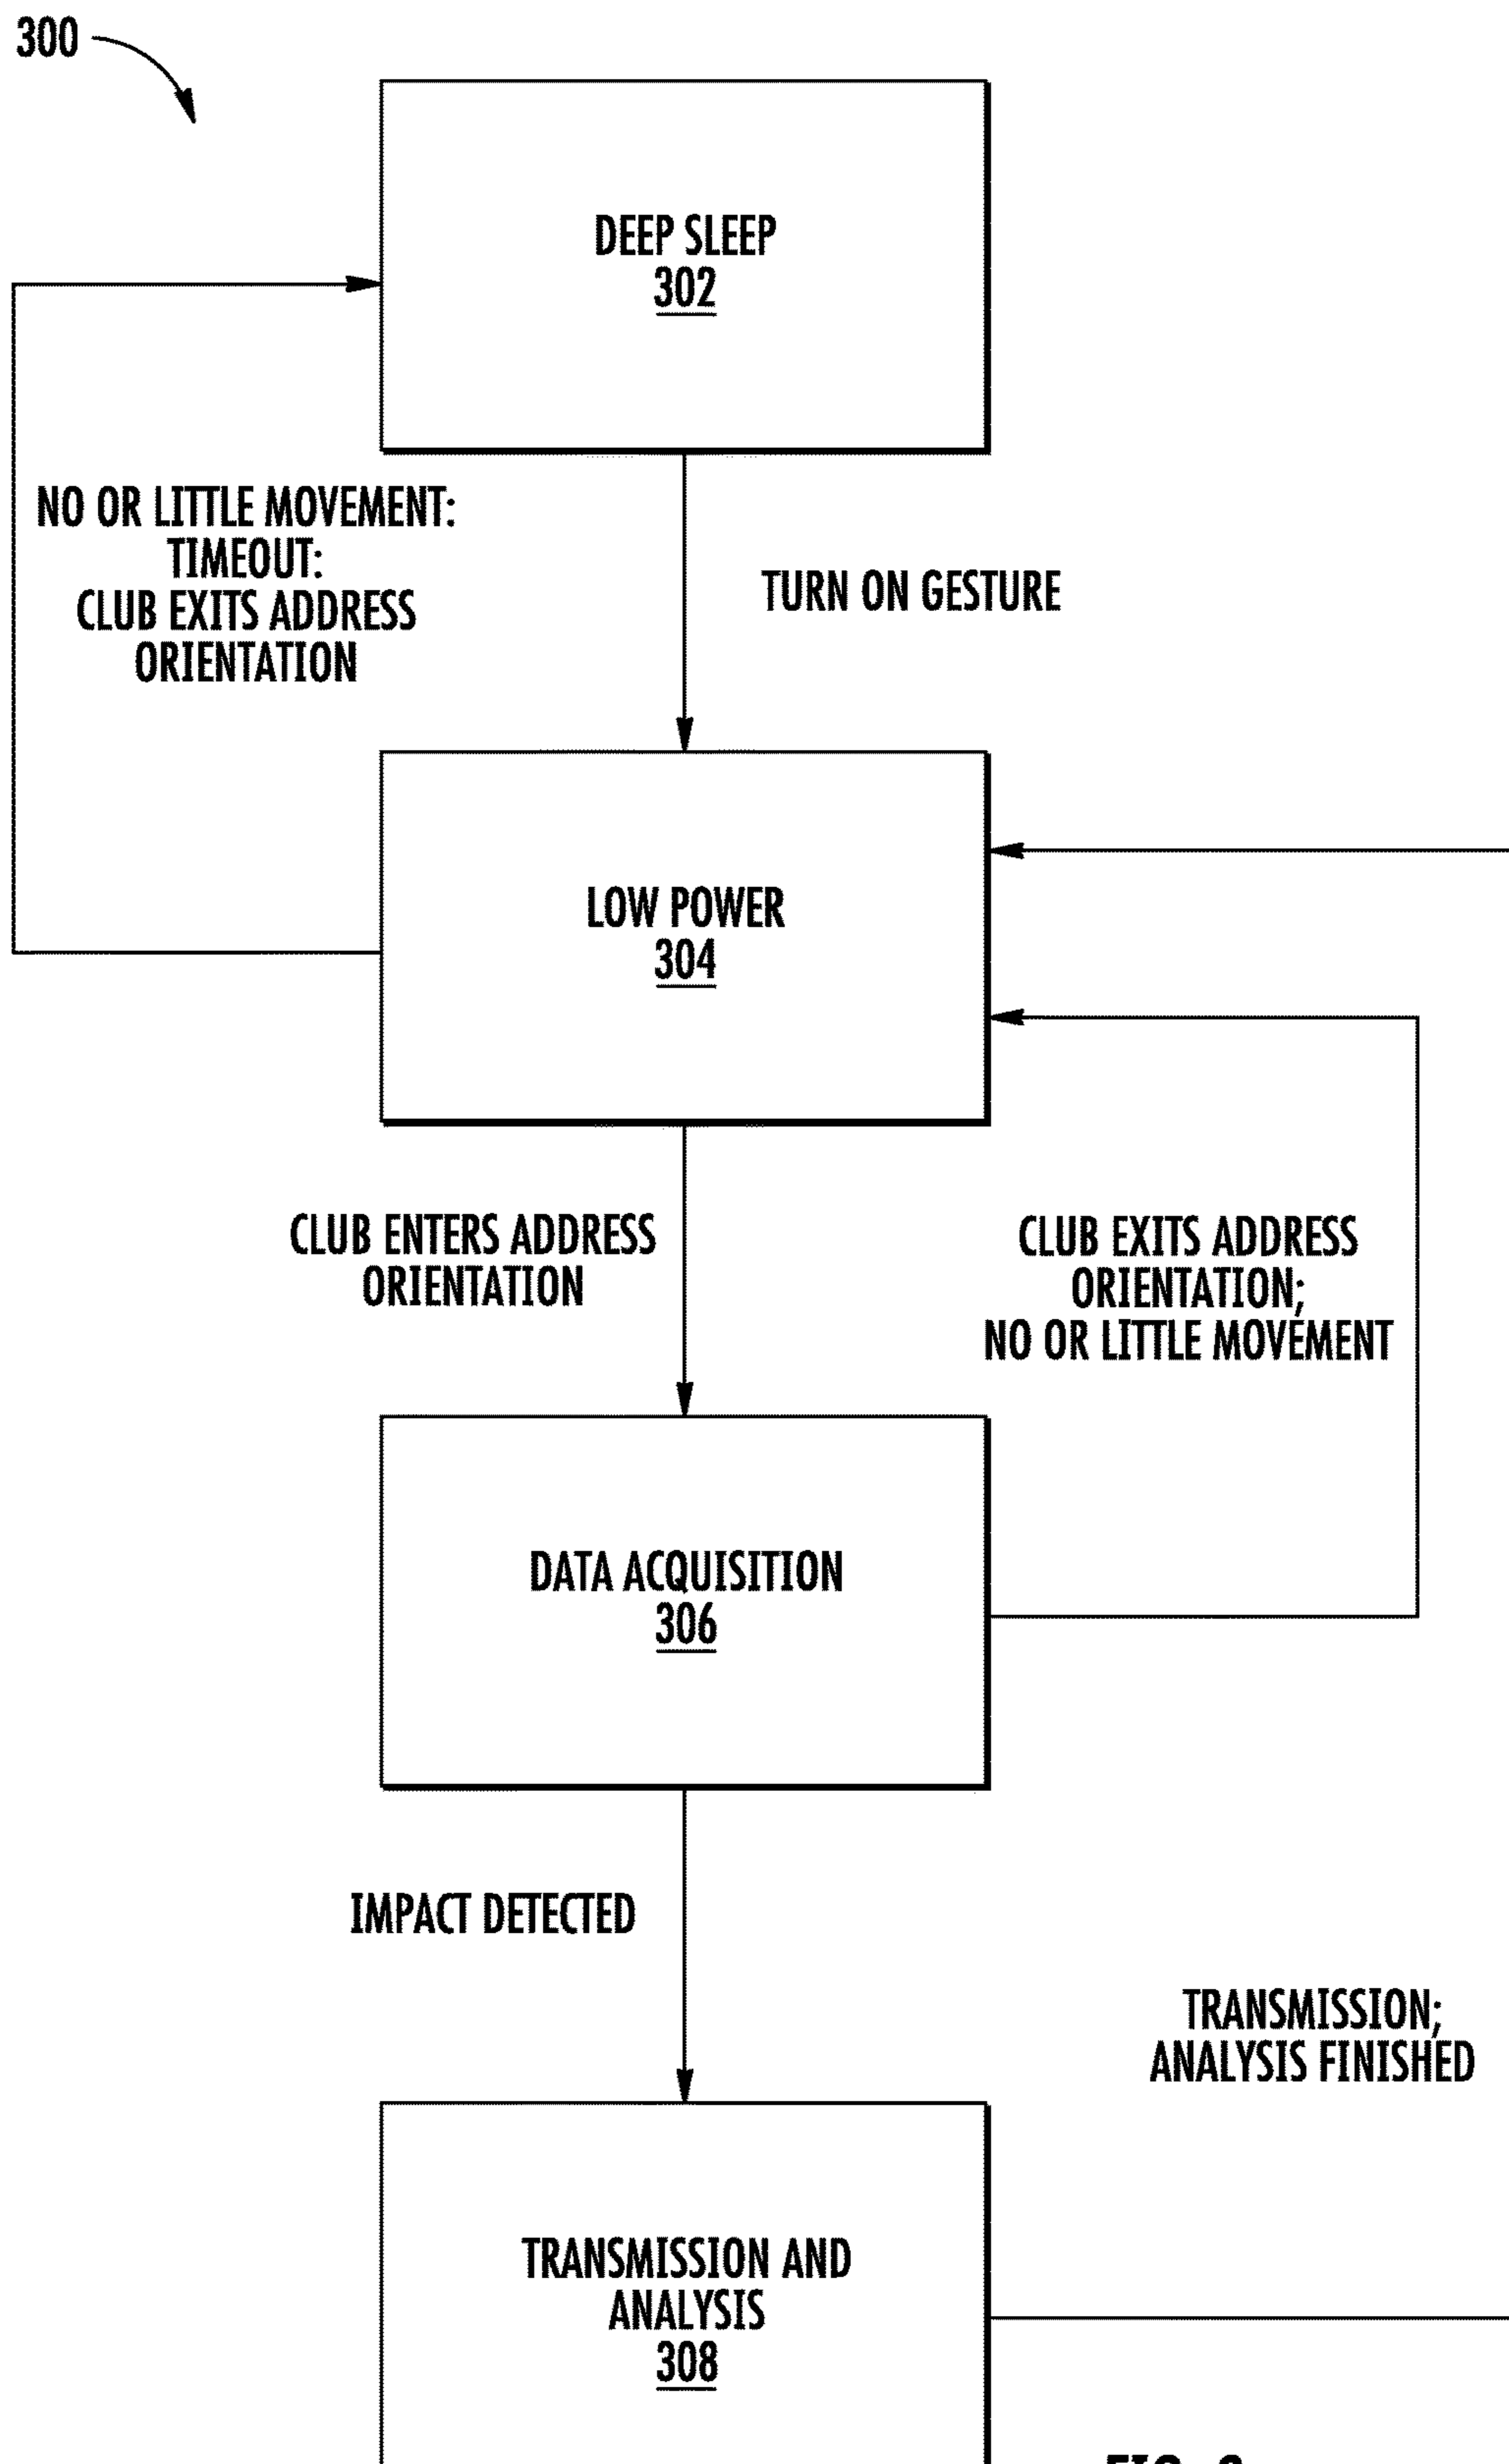 300
DEEP SLEEP
302
NO OR LITTLE MOVEMENT:
TIMEOUT:
CLUB EXITS ADDRESS
ORIENTATION
TURN ON GESTURE
LOW POWER
304
CLUB ENTERS ADDRESS
ORIENTATION
CLUB EXITS ADDRESS
ORIENTATION;
NO OR LITTLE MOVEMENT
DATA ACQUISITION
306
IMPACT DETECTED
TRANSMISSION;
ANALYSIS FINISHED
TRANSMISSION AND
ANALYSIS
308